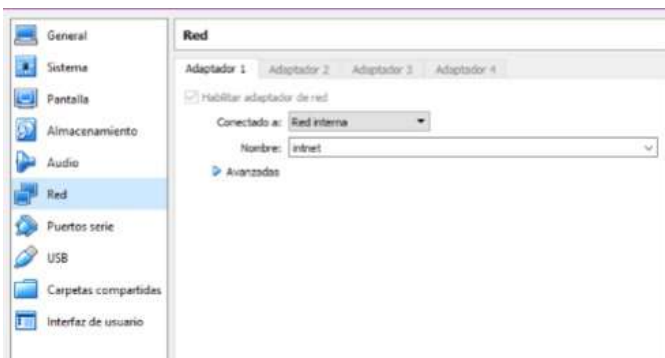 General
Sistema
Pantalla
Almacenamiento
Audio
Red
Puertos serie
USB
Carpetas compartidas
Interfaz de usuario
Red
Adaptador 1 Adaptador 2 Adaptador 3 Adaptador 4
Habilitar adaptador de red
Conectado a: Red interna
Nombre: intnet
Avanzadas